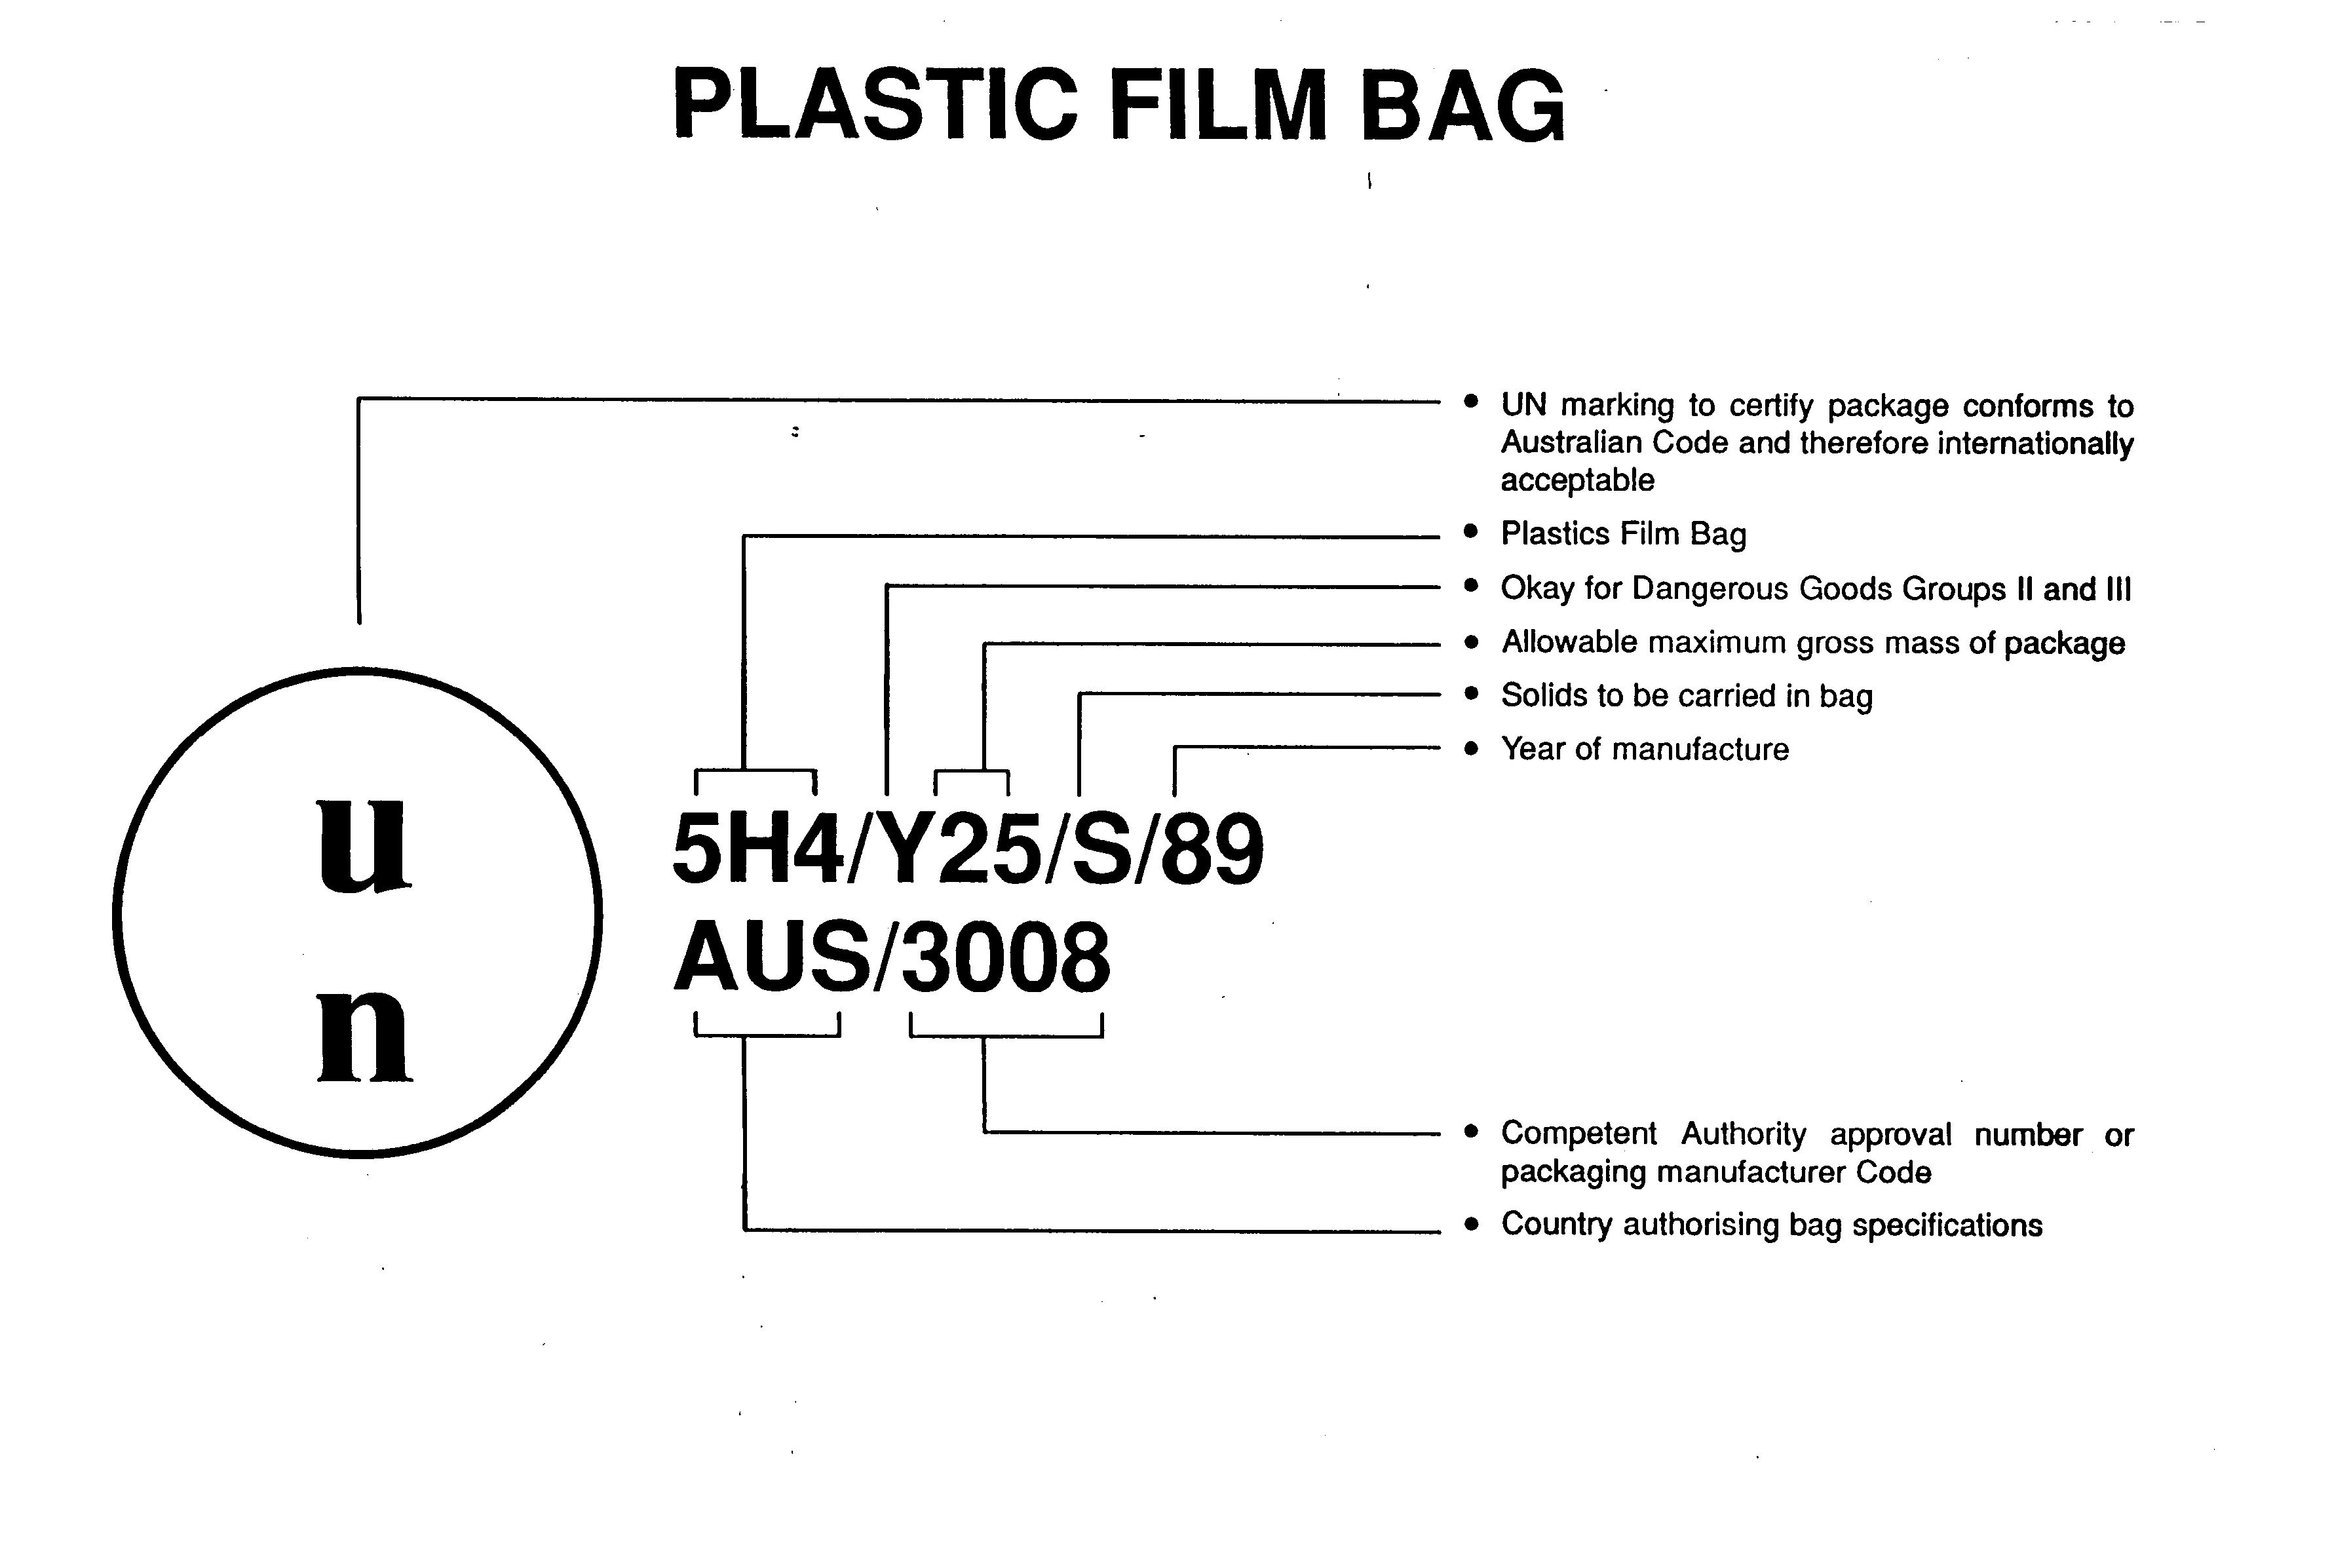 PLASTIC FILM BAG
• UN marking to certify package conforms to
Australian Code and therefore internationally
acceptable
• Plastics Film Bag
• Okay for Dangerous Goods Groups II and III
• Allowable maximum gross mass of package
• Solids to be carried in bag
• Year of manufacture
u
n
5H4/Y25/S/89
AUS/3008
• Competent Authority approval number or
packaging manufacturer Code
• Country authorising bag specifications